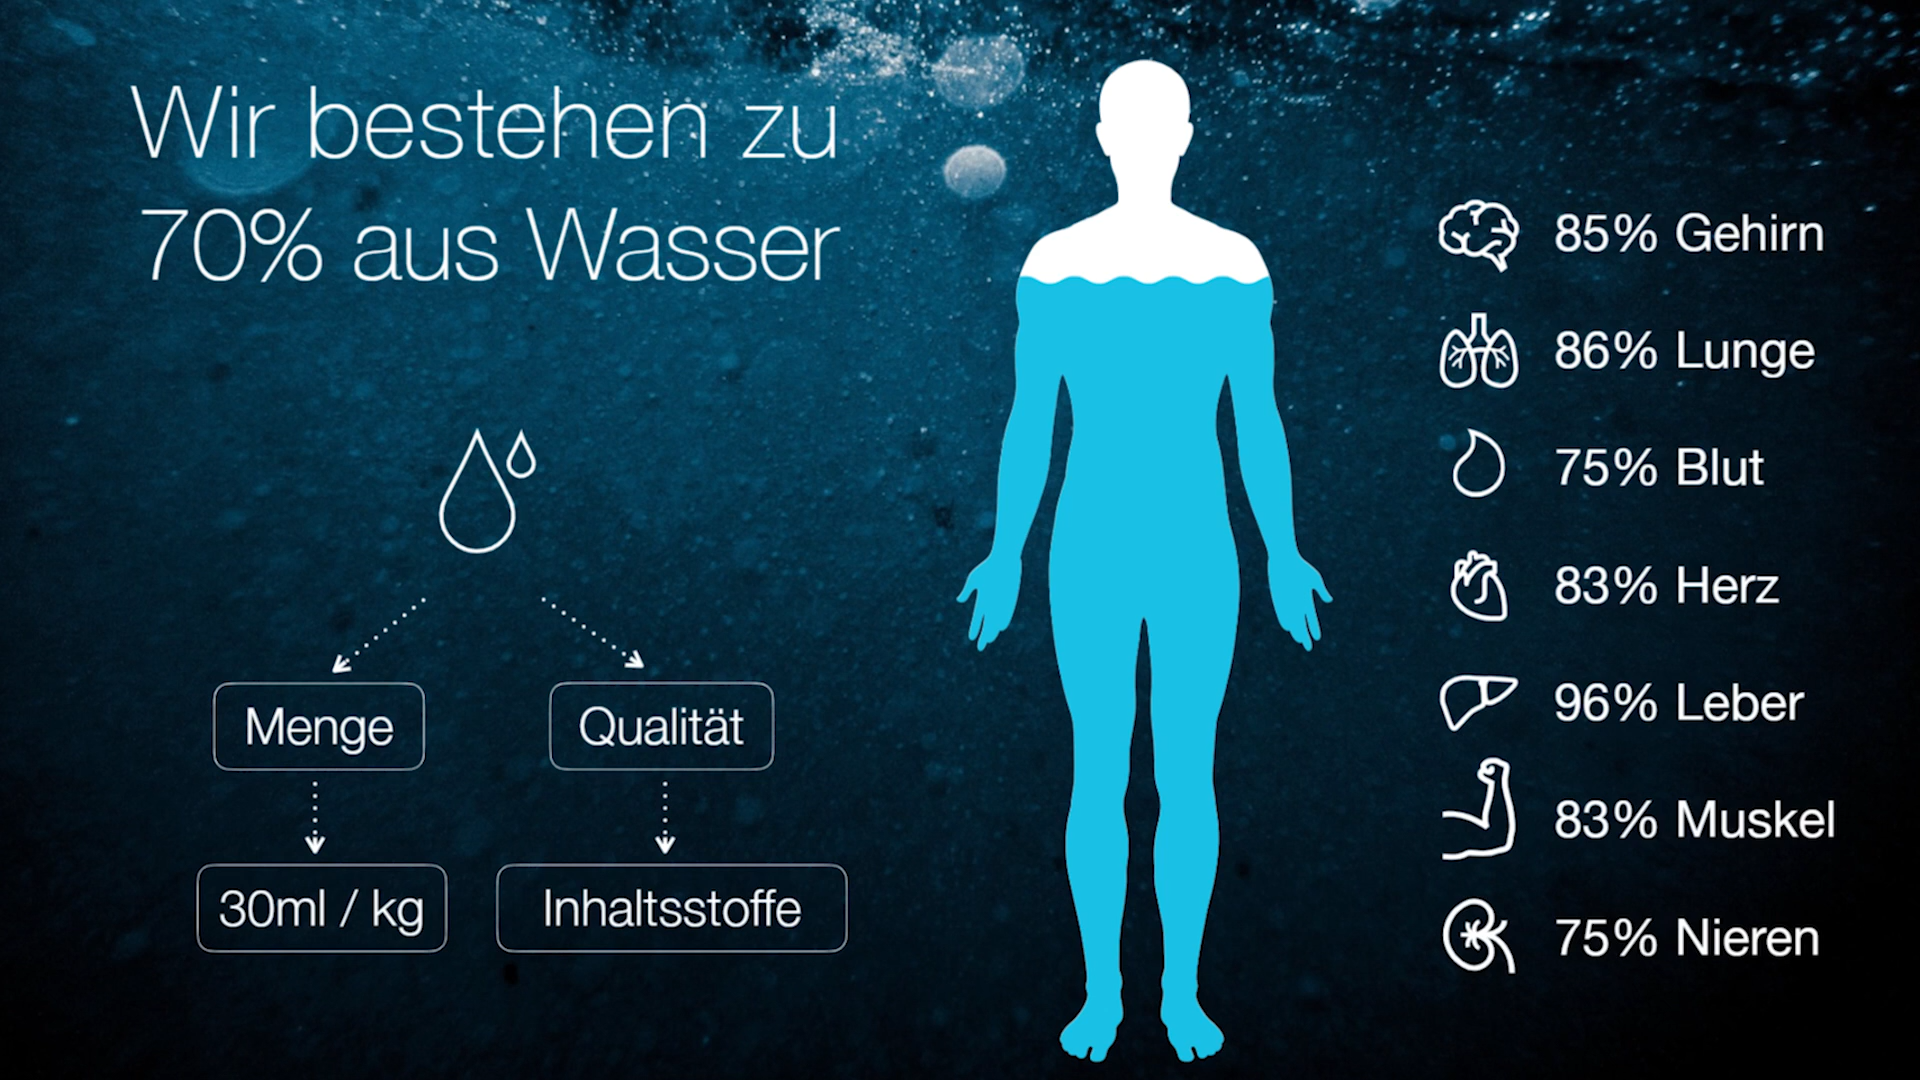 Wir bestehen zu
70% aus Wasser
Menge
Qualität
30ml / kg
Inhaltsstoffe
85% Gehirn
86% Lunge
75% Blut
83% Herz
96% Leber
83% Muskel
75% Nieren